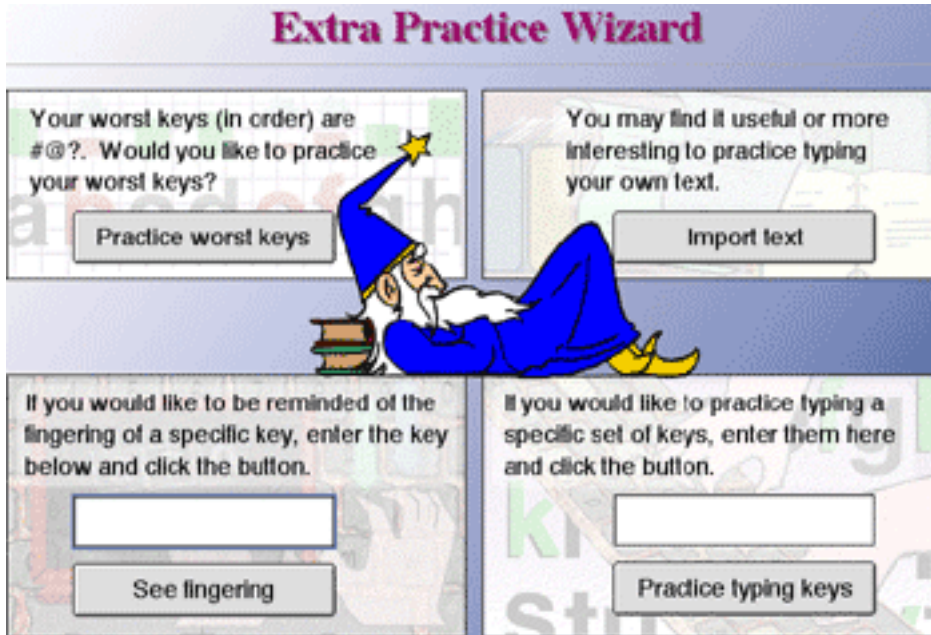 Extra Practice Wizard
Your worst keys (in order) are
#@?. Would you like to practice
your worst keys?
Practice worst keys
You may find it useful or more
interesting to practice typing
your own text.
Import text
If you would like to be reminded of the
fingering of a specific key, enter the key
below and click the button.
See fingering
If you would like to practice typing a
specific set of keys, enter them here
and click the button.
Practice typing keys